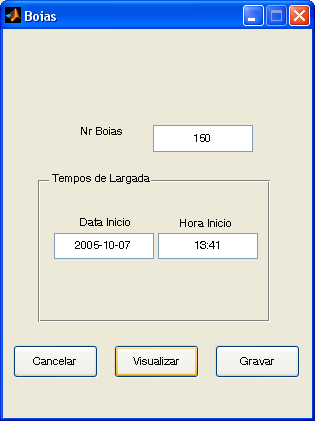 Boias
Nr Boias
150
Tempos de Largada
Data Inicio Hora Inicio
2005-10-07 13:41
Cancelar Visualizar Gravar